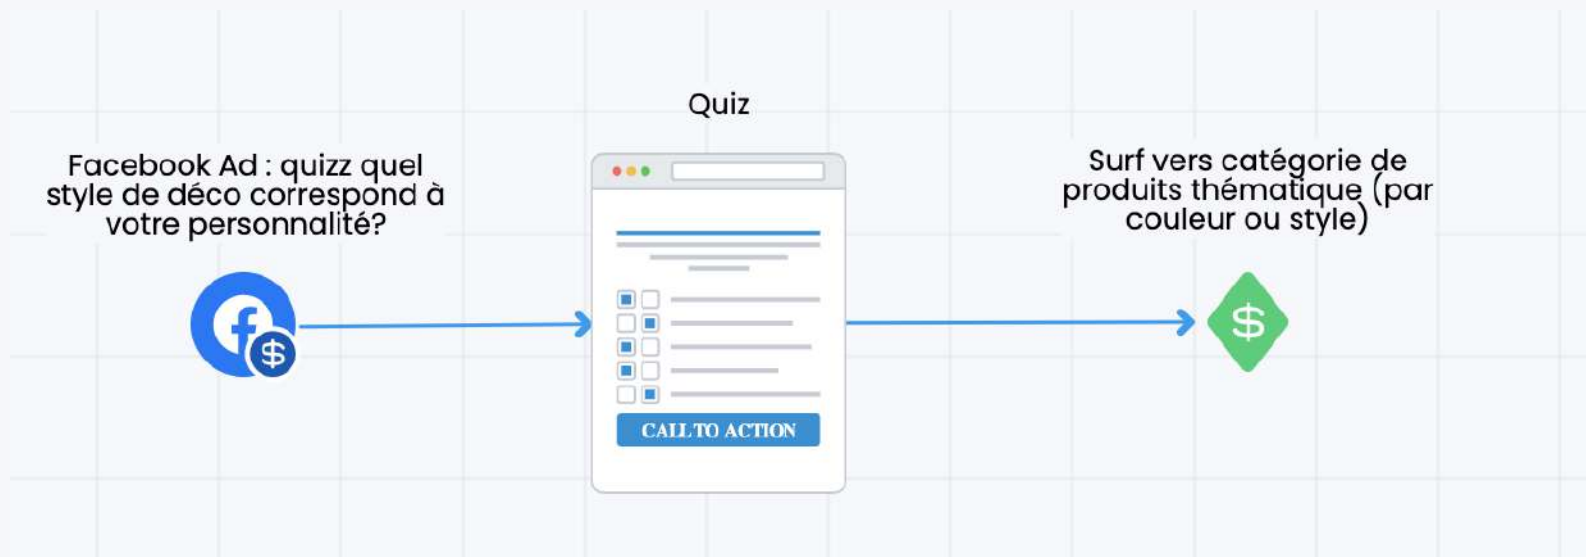 Quiz
Facebook Ad : quizz quel
style de déco correspond à
votre personnalité?
Surf vers catégorie de
produits thématique (par
couleur ou style)
$
CALL TO ACTION
$